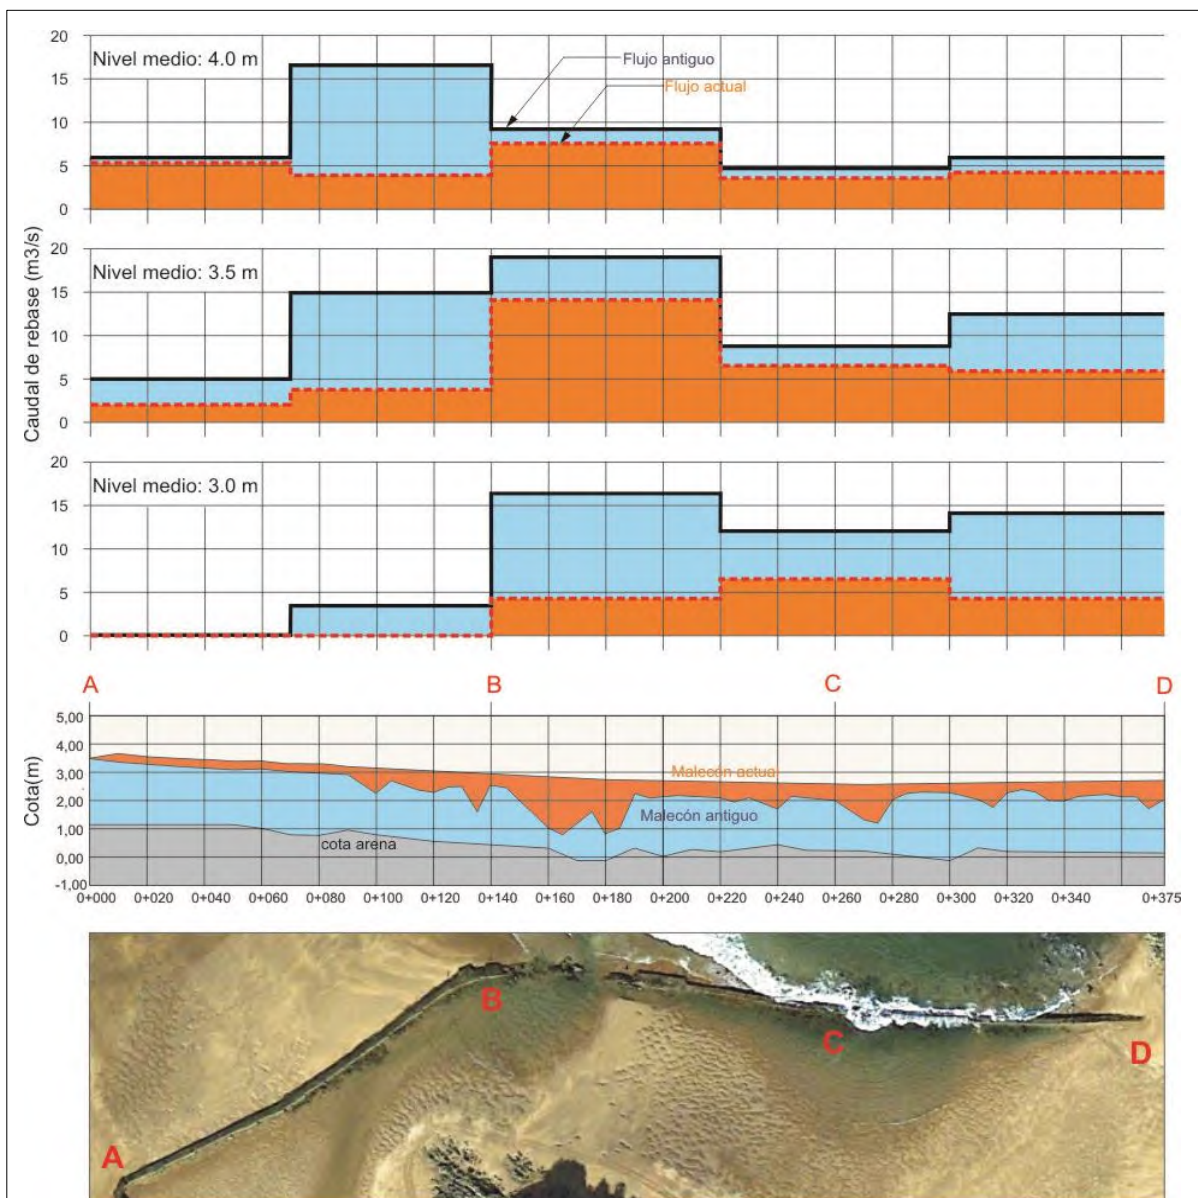 Caudal de rebase (m3/s)
20
15
10
5
0
Nivel medio: 4.0 m
Flujo antiguo
Flujo actual
20
15
10
5
0
Nivel medio: 3.5 m
20
15
10
5
0
Nivel medio: 3.0 m
A B C D
Cota(m)
5,00
4,00
3,00
2,00
1,00
0,00
-1,00
Malecón actual
Malecón antiguo
cota arena
0+000 0+020 0+040 0+060 0+080 0+100 0+120 0+140 0+160 0+180 0+200 0+220 0+240 0+260 0+280 0+300 0+320 0+340 0+375
B
C
D
A